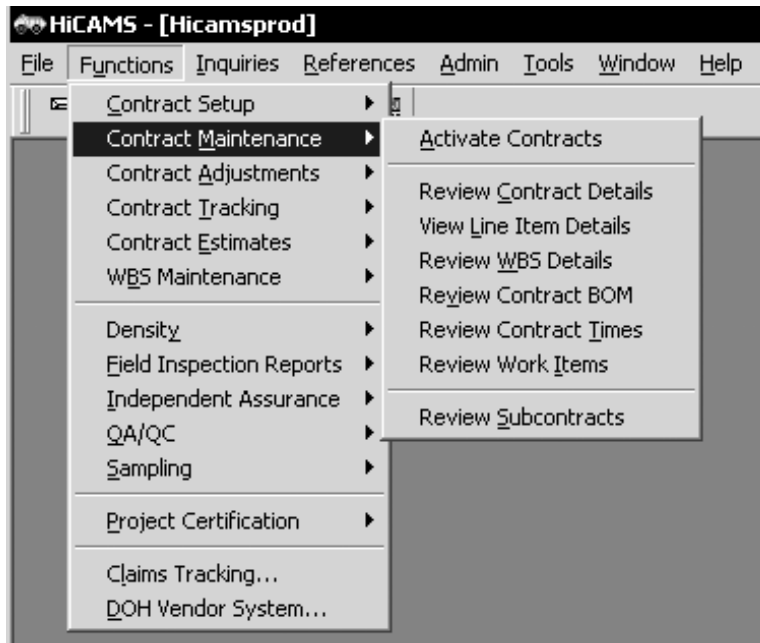 HiCAMS - [Hicamsprod]
File Functions Inquiries References Admin Tools Window Help
Contract Setup
Contract Maintenance
Contract Adjustments
Contract Tracking
Contract Estimates
WBS Maintenance
Density
Field Inspection Reports
Independent Assurance
QA/QC
Sampling
Project Certification
Claims Tracking...
DOH Vendor System...
Activate Contracts
Review Contract Details
View Line Item Details
Review WBS Details
Review Contract BOM
Review Contract Times
Review Work Items
Review Subcontracts